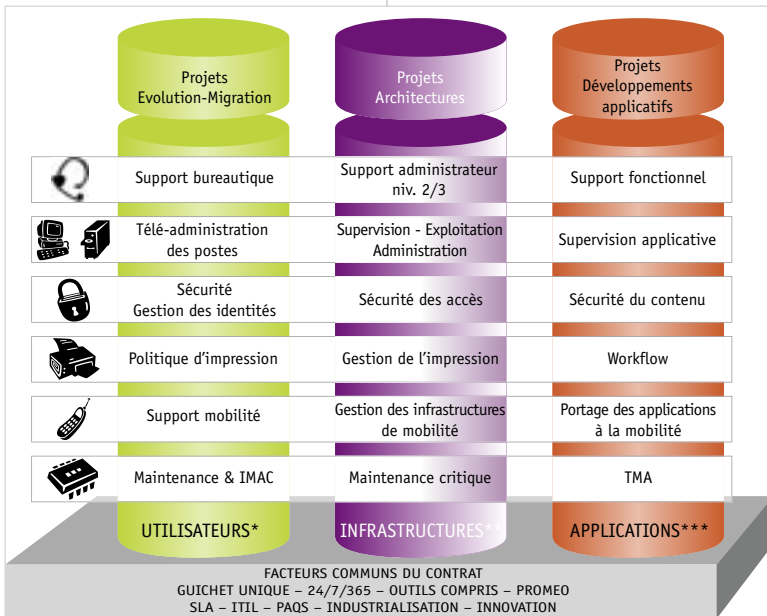 Projets
Evolution-Migration
Projets
Architectures
Projets
Développements
applicatifs
Support bureautique
Support administrateur
niv. 2/3
Support fonctionnel
Télé-administration
des postes
Supervision - Exploitation
Administration
Supervision applicative
Sécurité
Gestion des identités
Sécurité des accès
Sécurité du contenu
Politique d'impression
Gestion de l'impression
Workflow
Support mobilité
Gestion des infrastructures
de mobilité
Portage des applications
à la mobilité
Maintenance & IMAC
Maintenance critique
TMA
UTILISATEURS*
INFRASTRUCTURES**
APPLICATIONS***
FACTEURS COMMUNS DU CONTRAT
GUICHET UNIQUE – 24/7/365 – OUTILS COMPRIS – PROMEO
SLA – ITIL – PAQS – INDUSTRIALISATION – INNOVATION